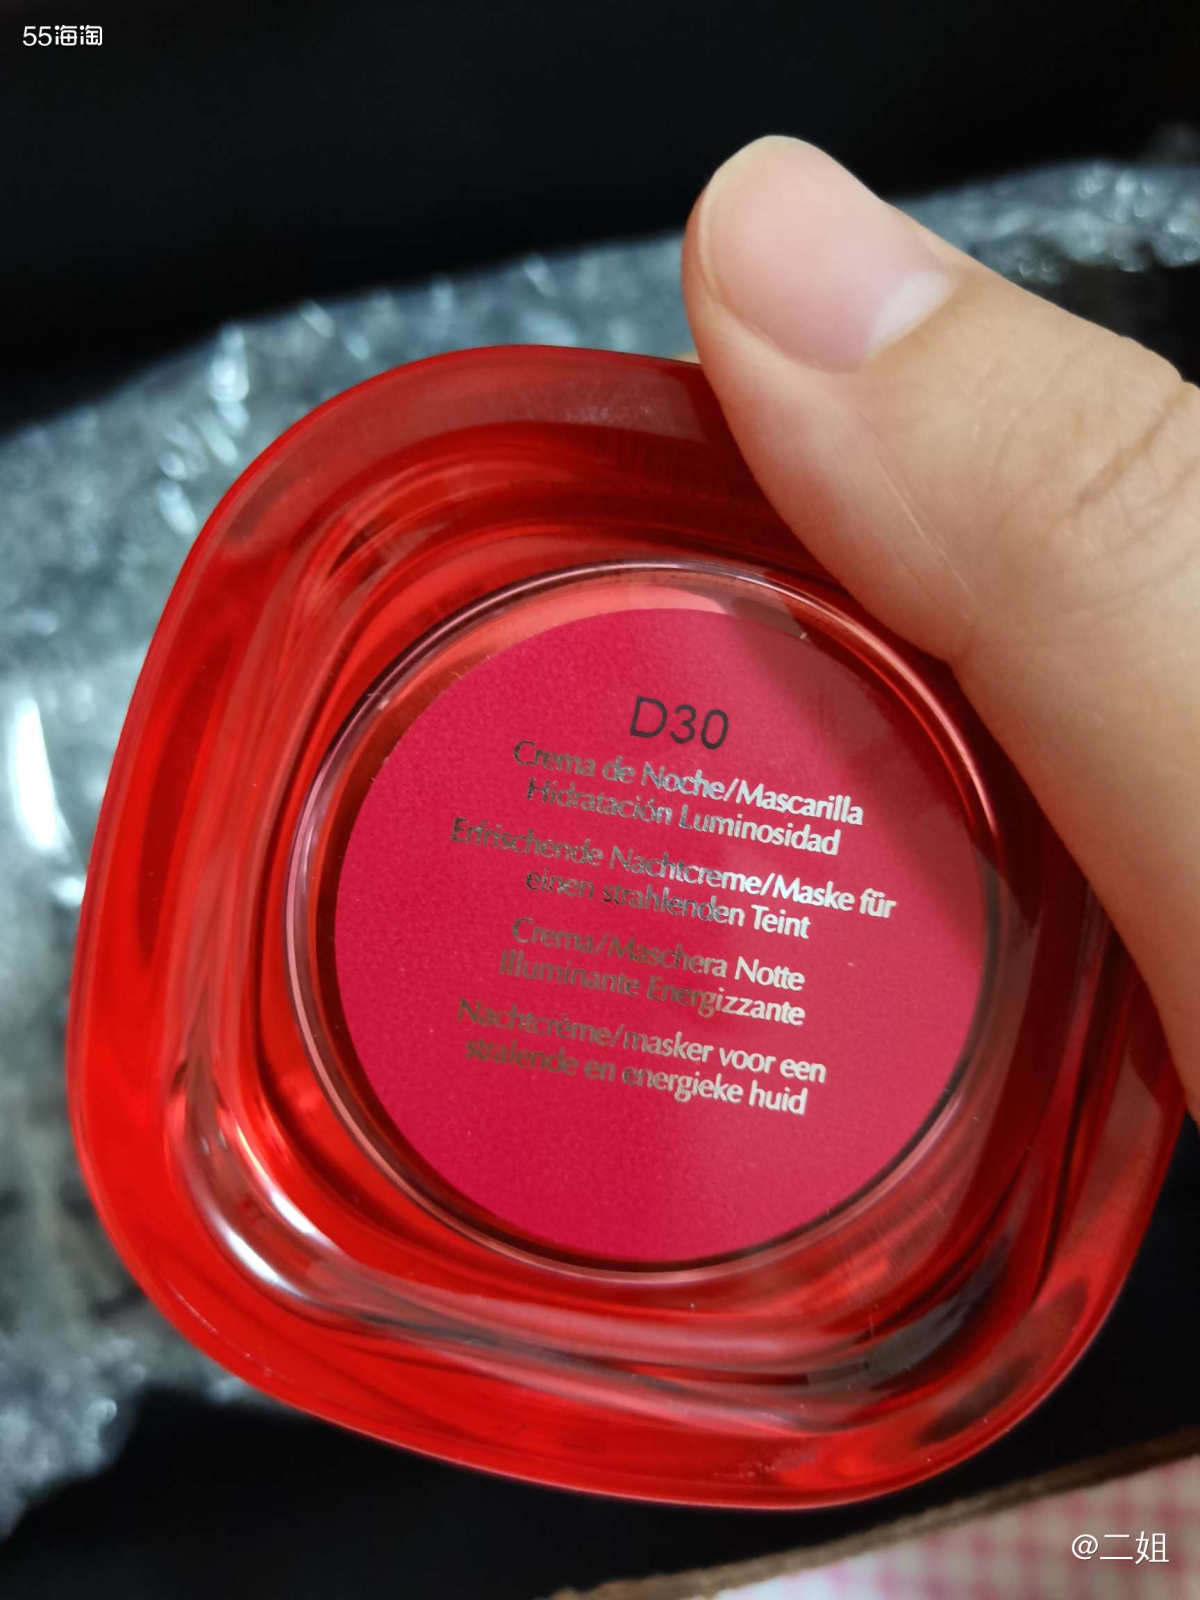 55海淘
D30
Crema de Noche/Mascarilla
Hidratación Luminosidad
Erfrischende Nachtcreme/Maske für
einen strahlenden Teint
Crema/Maschera Notte
Illuminante Energizzante
Nachtcrème/masker voor een
stralende en energieke huid
@二姐